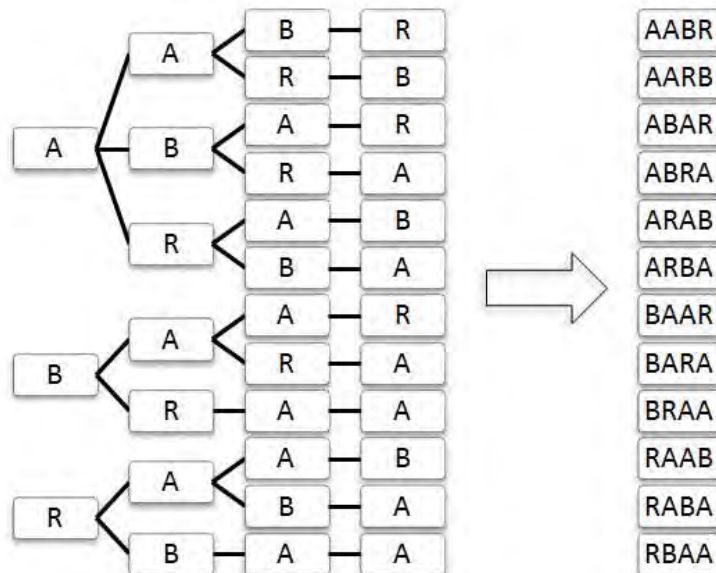 B R AABR
A
R B AARB
A R ABAR
A B
R A ABRA
A B ARAB
R
B A ARBA
A R BAAR
A
B R A BARA
R A A BRAA
A B RAAB
A
R B A RABA
B A A RBAA